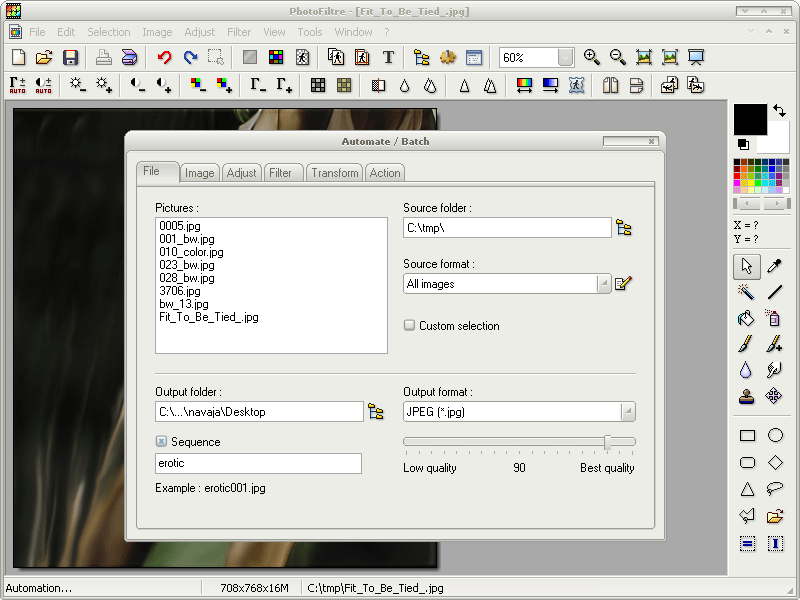 PhotoFiltre - [Fit_To_Be_Tied_.jpg]
File Edit Selection Image Adjust Filter View Tools Window ?
60%
AUTO AUTO
Automate / Batch
File Image Adjust Filter Transform Action
Pictures :
0005.jpg
001_bw.jpg
010_color.jpg
023_bw.jpg
028_bw.jpg
3706.jpg
bw_13.jpg
Fit_To_Be_Tied_.jpg
Source folder :
C:\tmp\
Source format :
All images
Custom selection
Output folder :
C:\...\navaja\Desktop
Sequence
erotic
Example : erotic001.jpg
Output format :
JPEG (*.jpg)
Low quality 90 Best quality
X = ?
Y = ?
Automation... 708x768x16M C:\tmp\Fit_To_Be_Tied_.jpg